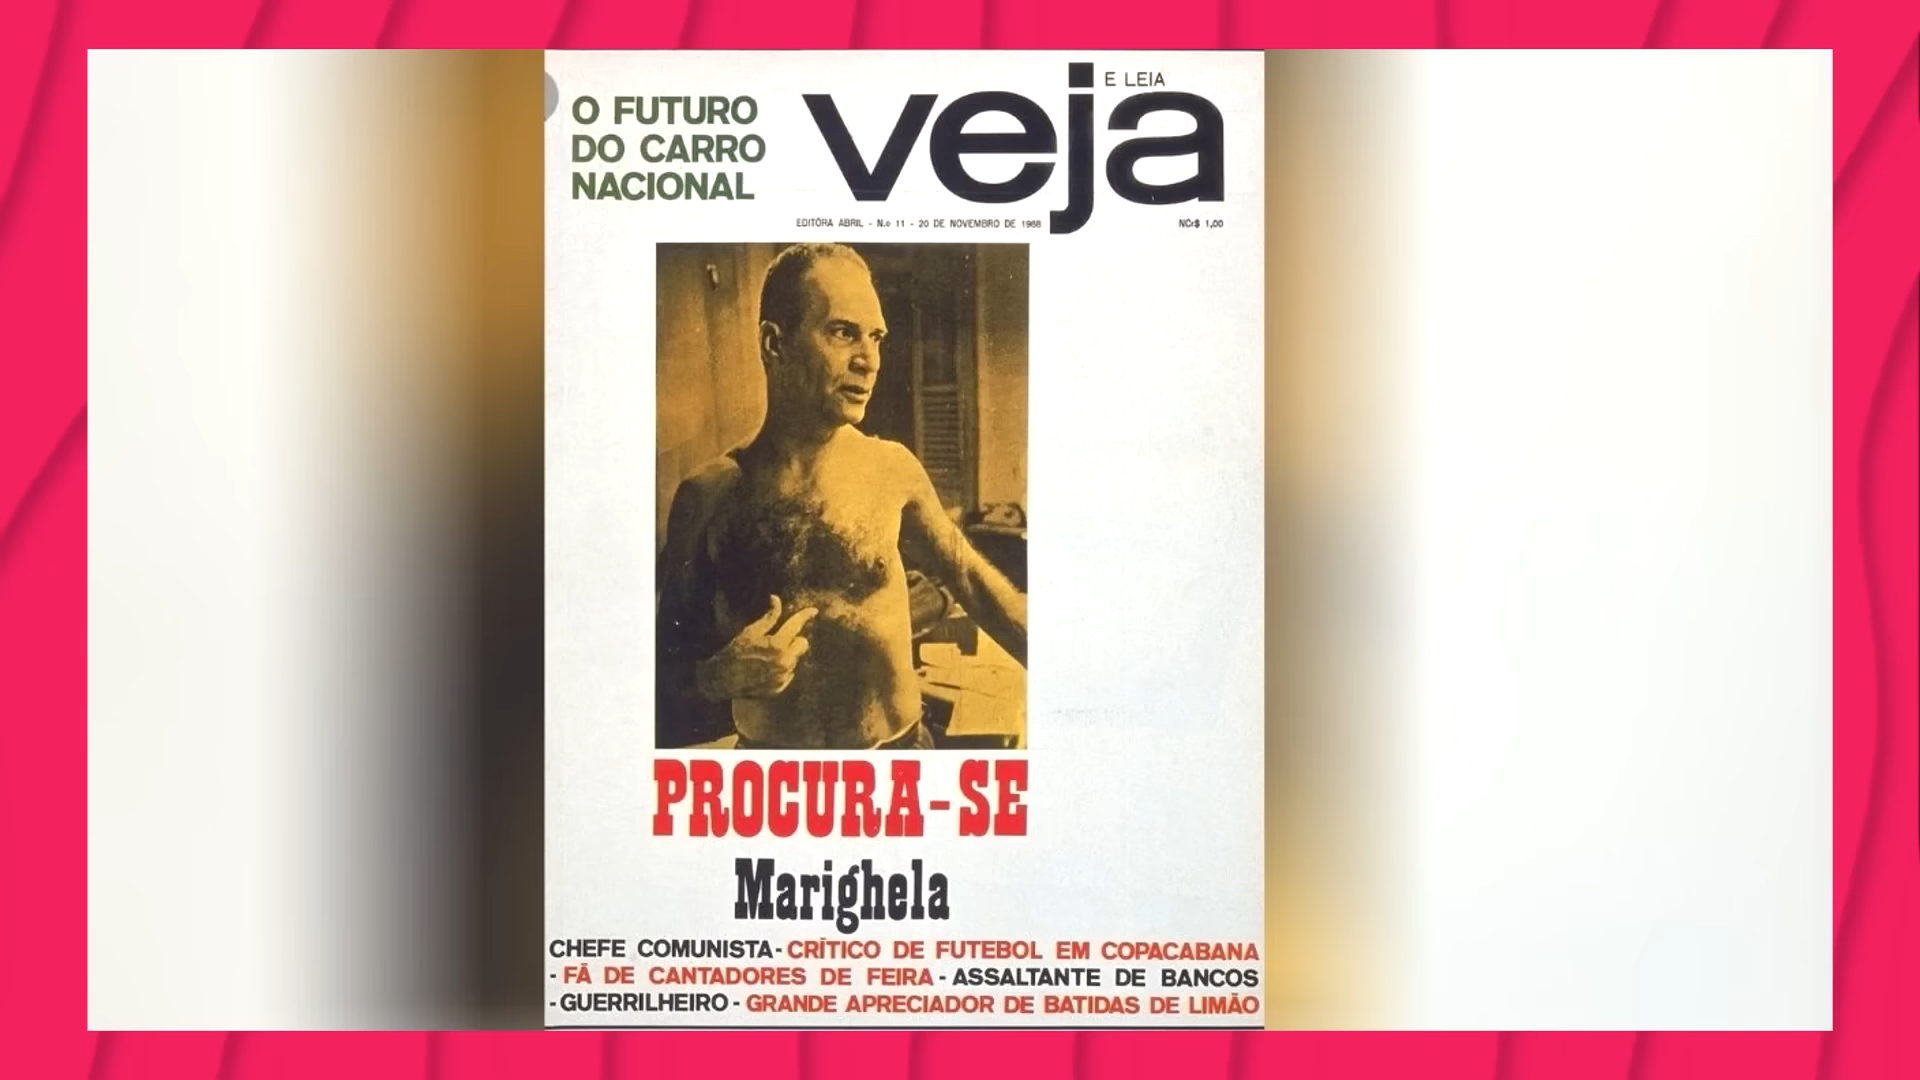 O FUTURO
DO CARRO
NACIONAL
E LEIA
veja
EDITÔRA ABRIL - N.o 11 - 20 DE NOVEMBRO DE 1968
NCr$ 1,00
PROCURA-SE
Marighela
CHEFE COMUNISTA - CRÍTICO DE FUTEBOL EM COPACABANA
- FÃ DE CANTADORES DE FEIRA - ASSALTANTE DE BANCOS
- GUERRILHEIRO - GRANDE APRECIADOR DE BATIDAS DE LIMÃO